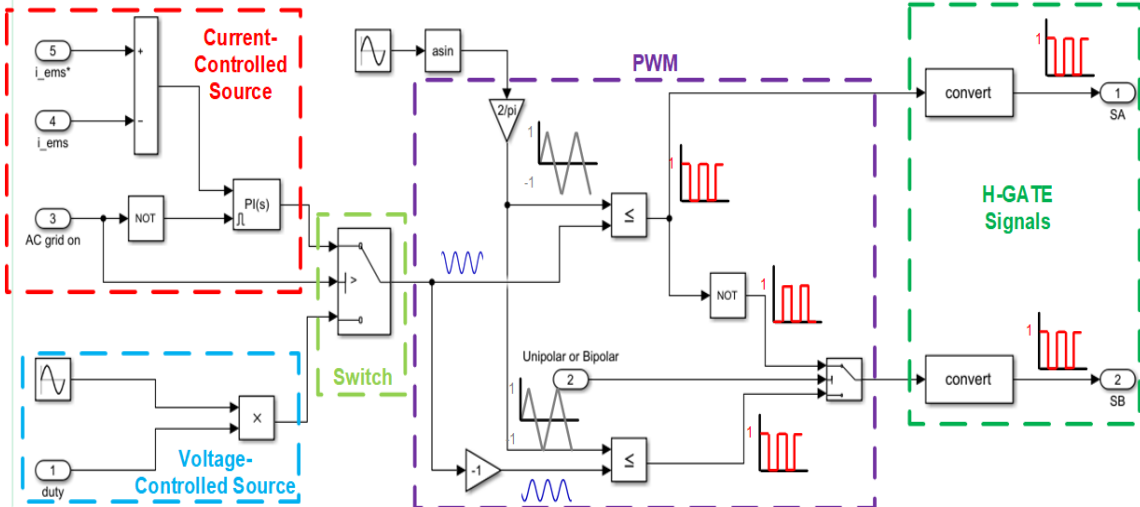 Current-
Controlled
Source
5
i_ems*
+
4
i_ems
−
3
AC grid on
NOT
PI(s)
>
Switch
×
1
duty
Voltage-
Controlled Source
asin
2/pi
PWM
1
-1
≤
1
NOT
1
Unipolar or Bipolar
2
1
-1
≤
-1
1
H-GATE
Signals
convert
1
1
SA
convert
1
2
SB